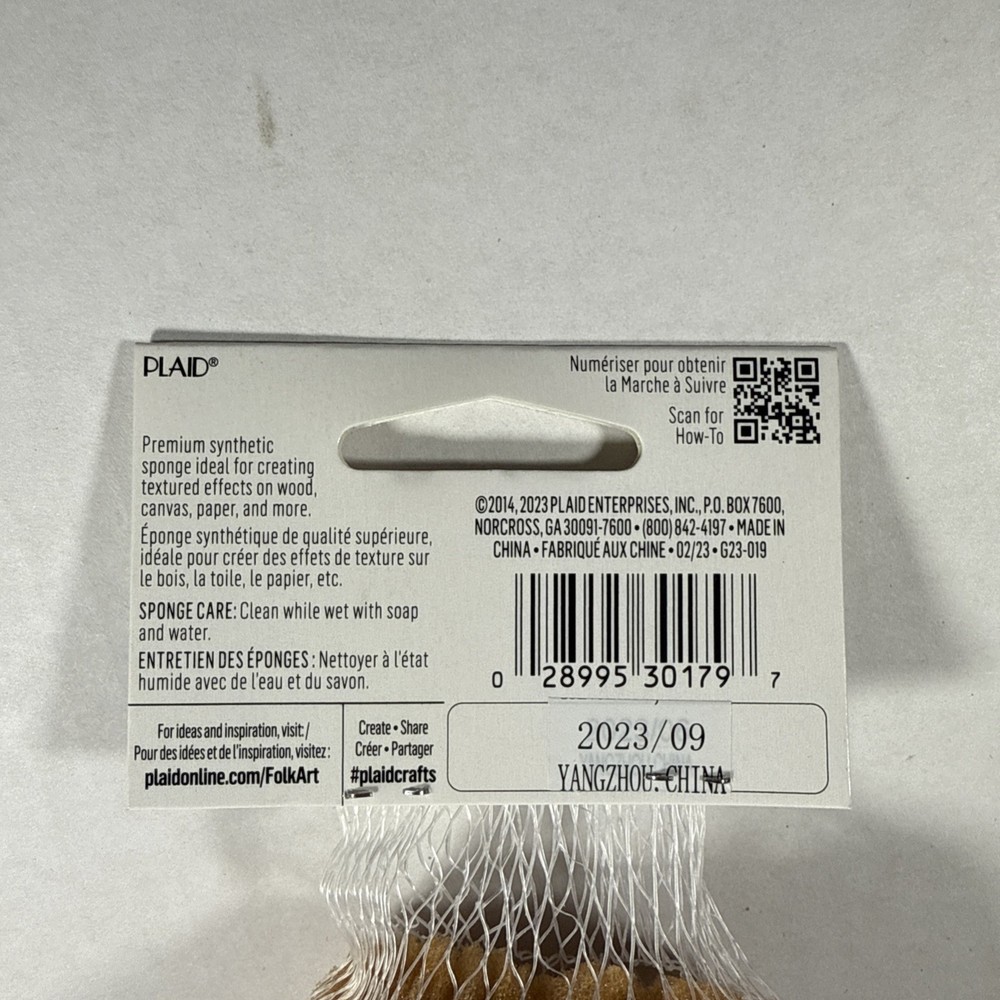 PLAID®
Numériser pour obtenir
la Marche à Suivre
Scan for
How-To
Premium synthetic
sponge ideal for creating
textured effects on wood,
canvas, paper, and more.
Éponge synthétique de qualité supérieure,
idéale pour créer des effets de texture sur
le bois, la toile, le papier, etc.
SPONGE CARE: Clean while wet with soap
and water.
ENTRETIEN DES ÉPONGES : Nettoyer à l'état
humide avec de l'eau et du savon.
©2014, 2023 PLAID ENTERPRISES, INC., P.O. BOX 7600,
NORCROSS, GA 30091-7600 • (800) 842-4197 • MADE IN
CHINA • FABRIQUÉ AUX CHINE • 02/23 • G23-019
0 28995 30179 7
For ideas and inspiration, visit: /
Pour des idées et de l'inspiration, visitez :
plaidonline.com/FolkArt
Create • Share
Créer • Partager
#plaidcrafts
2023/09
YANGZHOU. CHINA